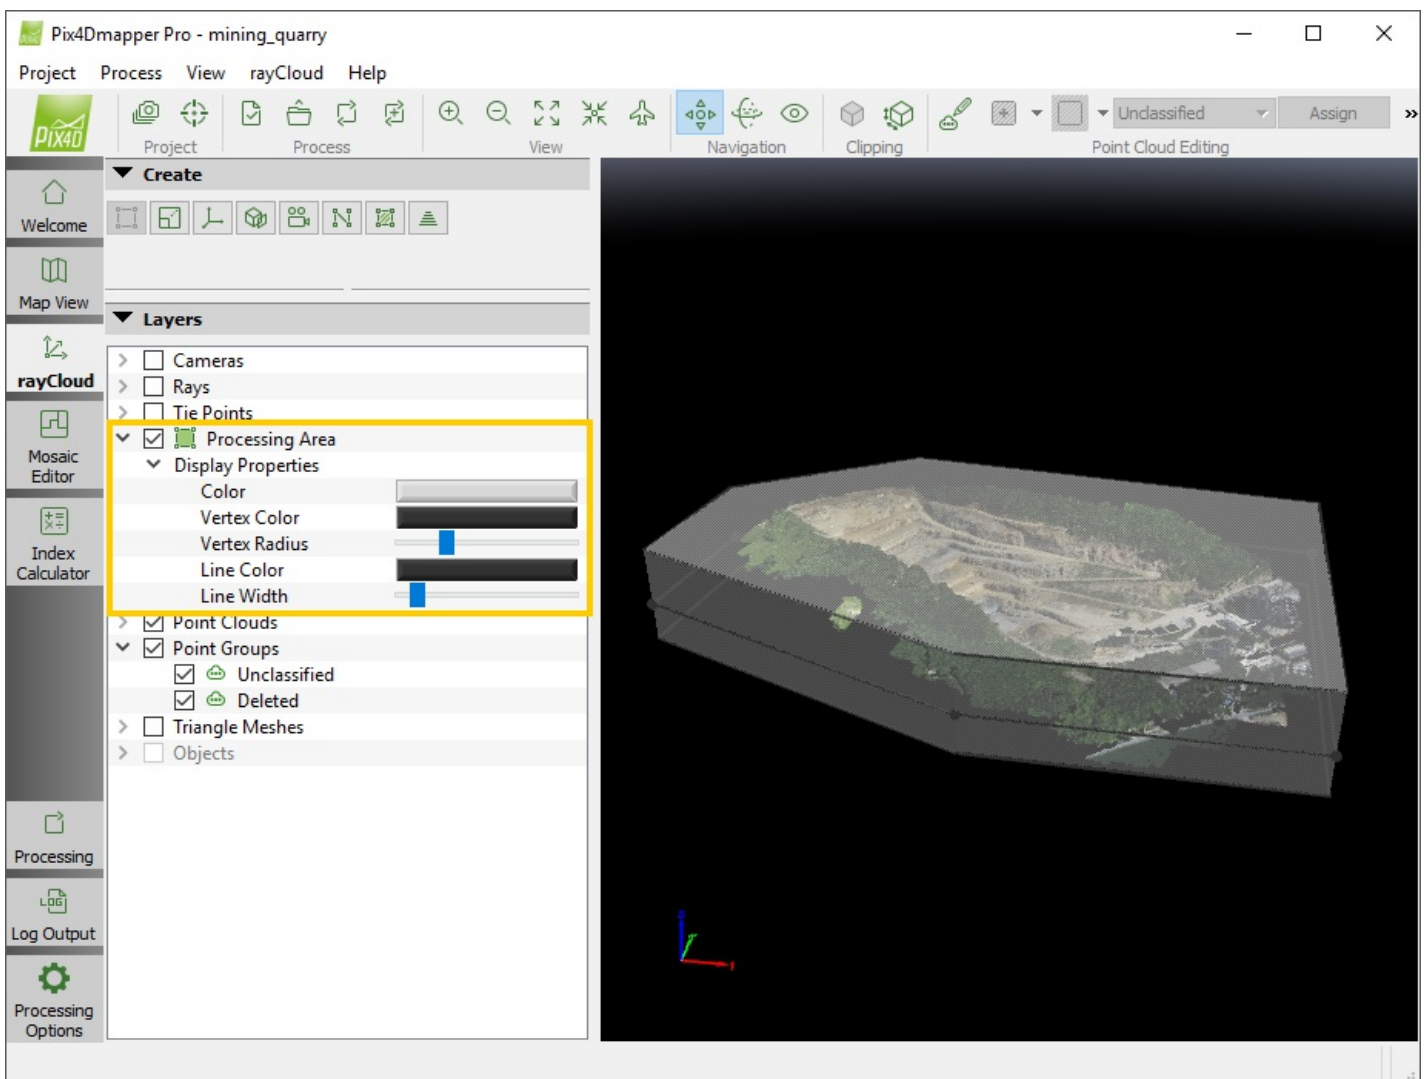 Pix4Dmapper Pro - mining_quarry
Project Process View rayCloud Help
PIX4D
Unclassified Assign »
Project Process View Navigation Clipping Point Cloud Editing
Welcome
Map View
rayCloud
Mosaic
Editor
Index
Calculator
Processing
LOG
Log Output
Processing
Options
Create
Layers
Cameras
Rays
Tie Points
Processing Area
Display Properties
Color
Vertex Color
Vertex Radius
Line Color
Line Width
Point Clouds
Point Groups
Unclassified
Deleted
Triangle Meshes
Objects